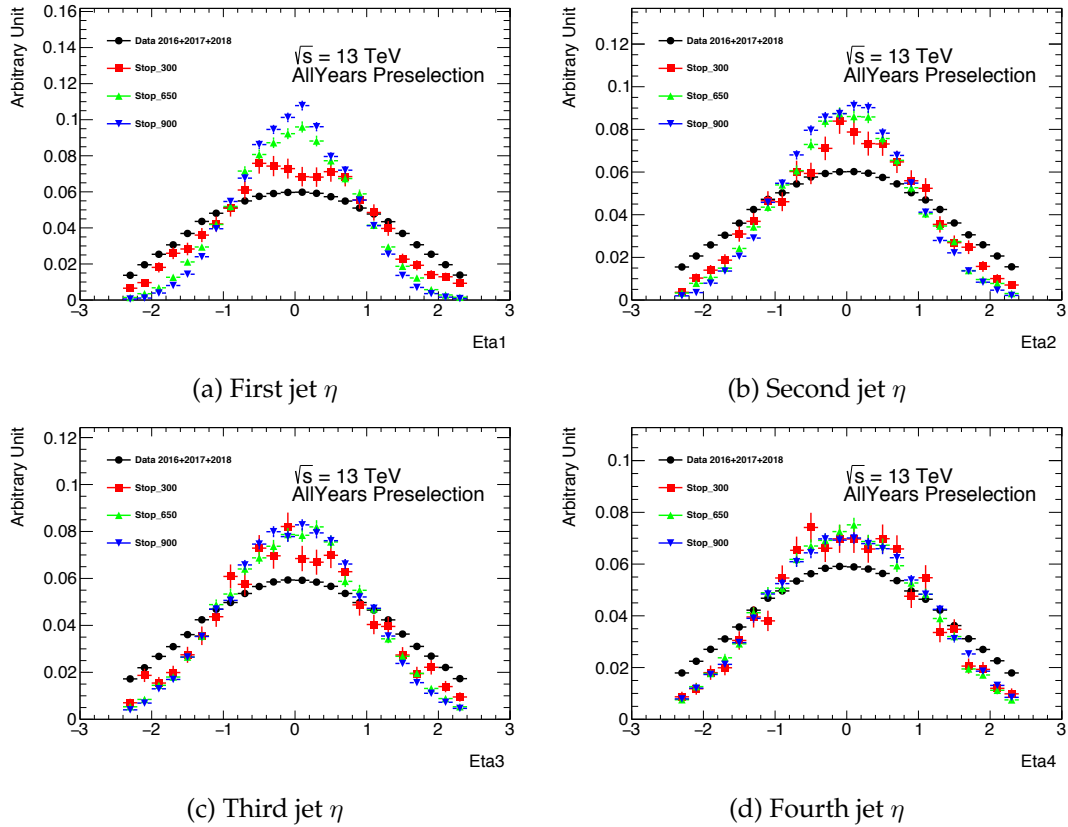 Arbitrary Unit
0.16
0.14
0.12
0.1
0.08
0.06
0.04
0.02
0
Data 2016+2017+2018
Stop_300
Stop_650
Stop_900
√s = 13 TeV
AllYears Preselection
−3 −2 −1 0 1 2 3
Eta1
(a) First jet η
Arbitrary Unit
0.12
0.1
0.08
0.06
0.04
0.02
0
Data 2016+2017+2018
Stop_300
Stop_650
Stop_900
√s = 13 TeV
AllYears Preselection
−3 −2 −1 0 1 2 3
Eta2
(b) Second jet η
Arbitrary Unit
0.12
0.1
0.08
0.06
0.04
0.02
0
Data 2016+2017+2018
Stop_300
Stop_650
Stop_900
√s = 13 TeV
AllYears Preselection
−3 −2 −1 0 1 2 3
Eta3
(c) Third jet η
Arbitrary Unit
0.1
0.08
0.06
0.04
0.02
0
Data 2016+2017+2018
Stop_300
Stop_650
Stop_900
√s = 13 TeV
AllYears Preselection
−3 −2 −1 0 1 2 3
Eta4
(d) Fourth jet η